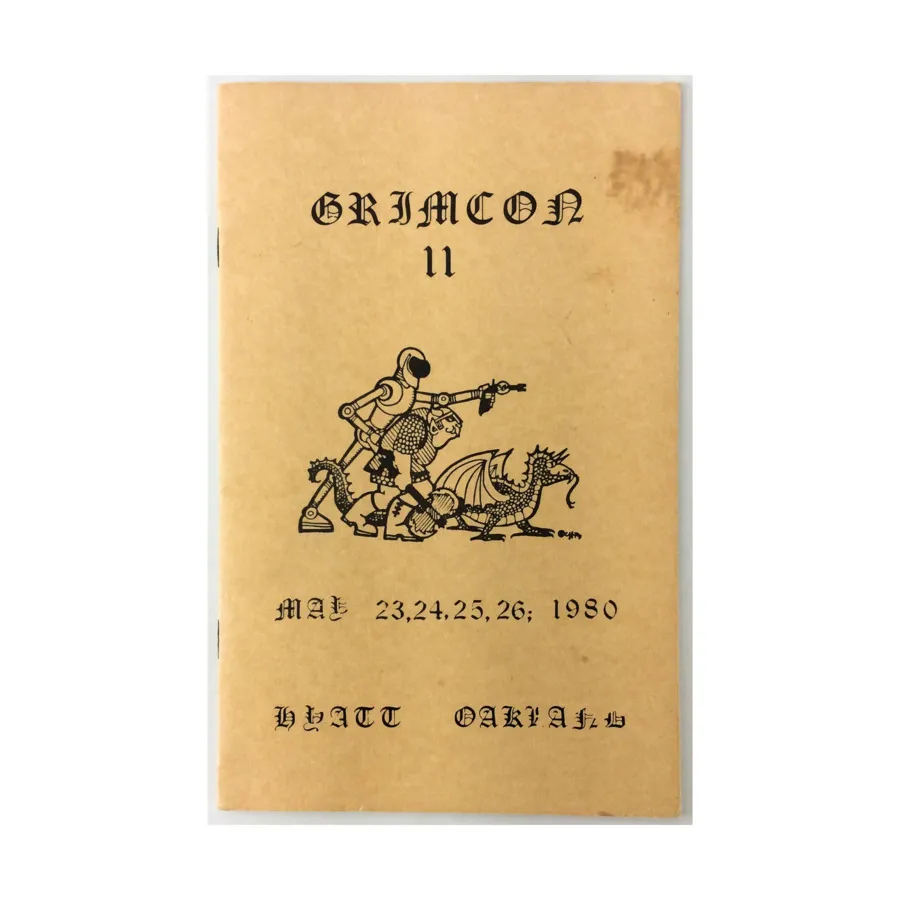 GRIMCON
II
MAY 23,24,25,26; 1980
HYATT OAKLAND